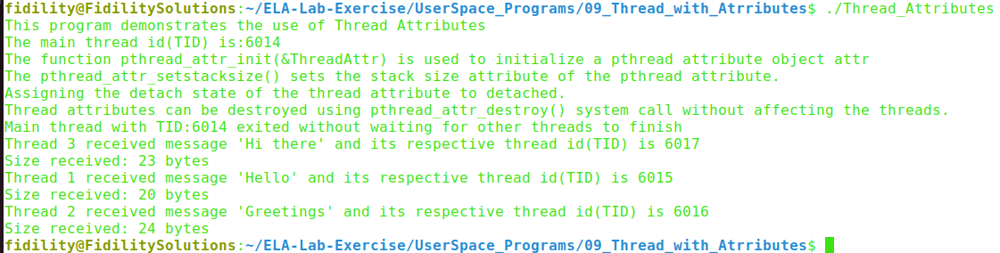 fidility@FidilitySolutions:~/ELA-Lab-Exercise/UserSpace_Programs/09_Thread_with_Atrributes$ ./Thread_Attributes
This program demonstrates the use of Thread Attributes
The main thread id(TID) is:6014
The function pthread_attr_init(&ThreadAttr) is used to initialize a pthread attribute object attr
The pthread_attr_setstacksize() sets the stack size attribute of the pthread attribute.
Assigning the detach state of the thread attribute to detached.
Thread attributes can be destroyed using pthread_attr_destroy() system call without affecting the threads.
Main thread with TID:6014 exited without waiting for other threads to finish
Thread 3 received message 'Hi there' and its respective thread id(TID) is 6017
Size received: 23 bytes
Thread 1 received message 'Hello' and its respective thread id(TID) is 6015
Size received: 20 bytes
Thread 2 received message 'Greetings' and its respective thread id(TID) is 6016
Size received: 24 bytes
fidility@FidilitySolutions:~/ELA-Lab-Exercise/UserSpace_Programs/09_Thread_with_Atrributes$